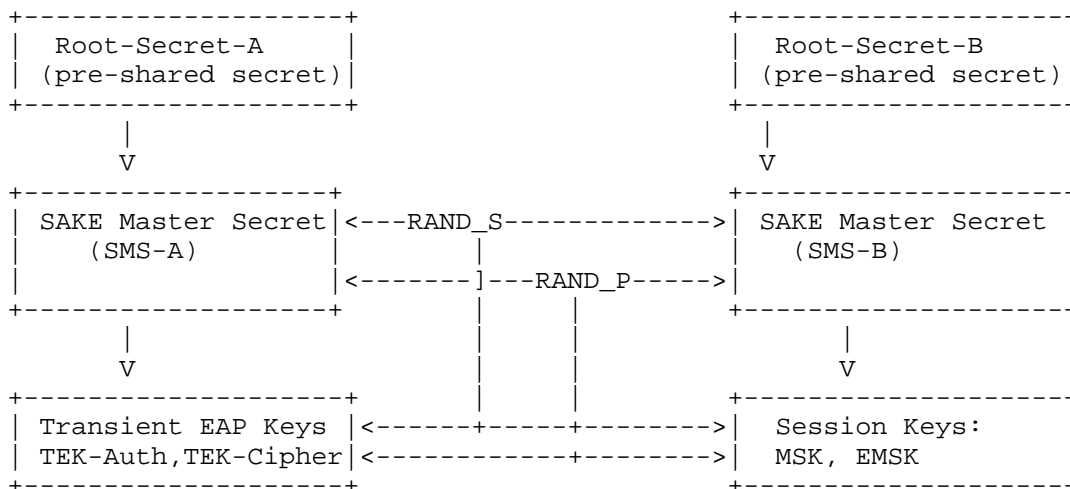 +--------------------+ +---------------------
| Root-Secret-A | | Root-Secret-B
| (pre-shared secret)| | (pre-shared secret)
+--------------------+ +---------------------
| |
V V
+-------------------+ +---------------------
| SAKE Master Secret|<---RAND_S------------->| SAKE Master Secret
| (SMS-A) | | | (SMS-B)
| |<-------]---RAND_P----->|
+-------------------+ | | +---------------------
| | | |
V | | V
+--------------------+ | | +---------------------
| Transient EAP Keys |<------+-----+-------->| Session Keys:
| TEK-Auth,TEK-Cipher|<------------+-------->| MSK, EMSK
+--------------------+ +---------------------